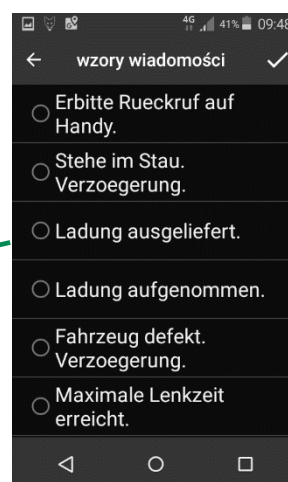 4G 41% 09:48
wzory wiadomości
Erbitte Rueckruf auf
Handy.
Stehe im Stau.
Verzoegerung.
Ladung ausgeliefert.
Ladung aufgenommen.
Fahrzeug defekt.
Verzoegerung.
Maximale Lenkzeit
erreicht.